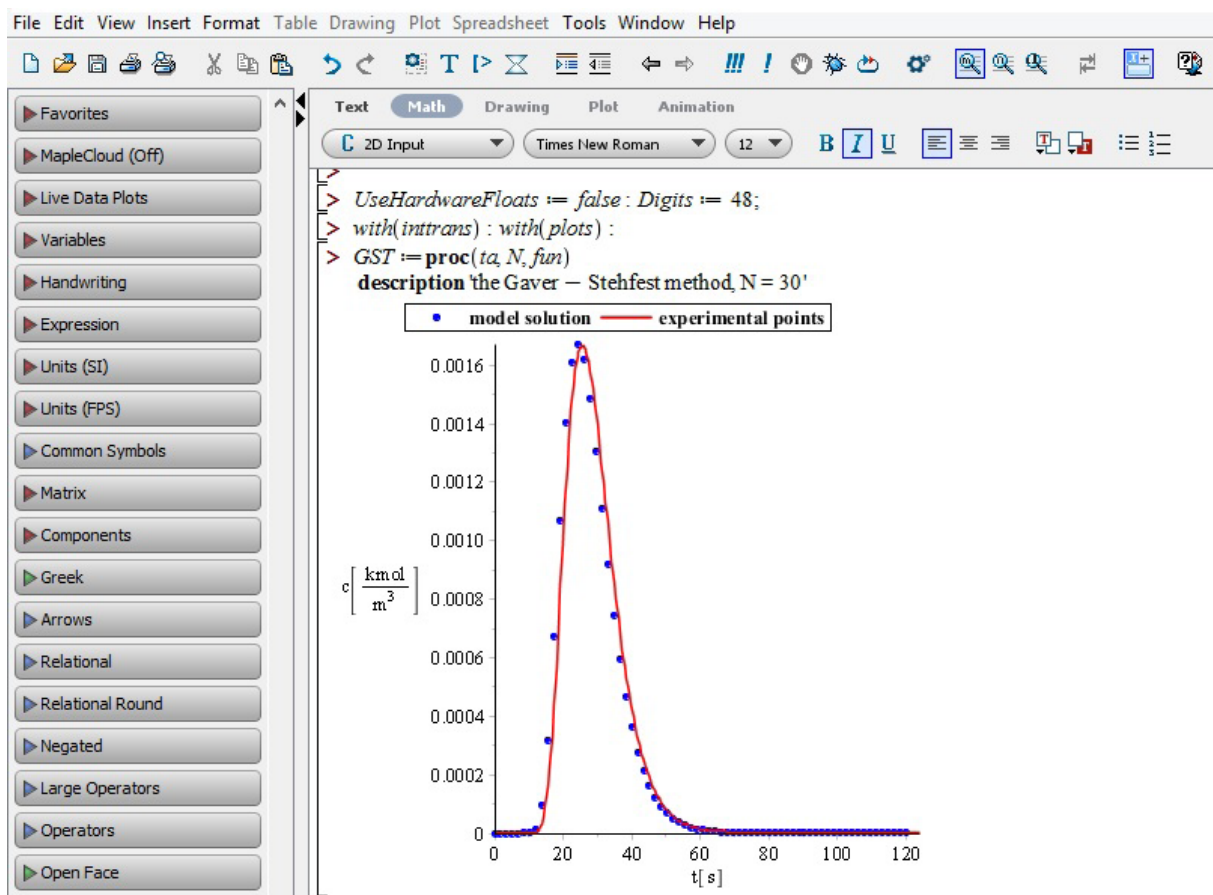 File Edit View Insert Format Table Drawing Plot Spreadsheet Tools Window Help
Text Math Drawing Plot Animation
C 2D Input Times New Roman 12 B I U
Favorites
MapleCloud (Off)
Live Data Plots
Variables
Handwriting
Expression
Units (SI)
Units (FPS)
Common Symbols
Matrix
Components
Greek
Arrows
Relational
Relational Round
Negated
Large Operators
Operators
Open Face
>
> UseHardwareFloats := false : Digits := 48;
> with(inttrans) : with(plots) :
> GST := proc(ta, N, fun)
description 'the Gaver − Stehfest method, N = 30'
model solution experimental points
0.0016
0.0014
0.0012
0.0010
0.0008
0.0006
0.0004
0.0002
0
c[kmol/m³]
0 20 40 60 80 100 120
t[s]